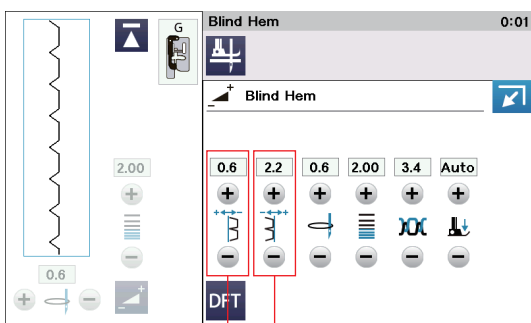 G
2.00
0.6
Blind Hem 0:01
Blind Hem
0.6 2.2 0.6 2.00 3.4 Auto
DFT